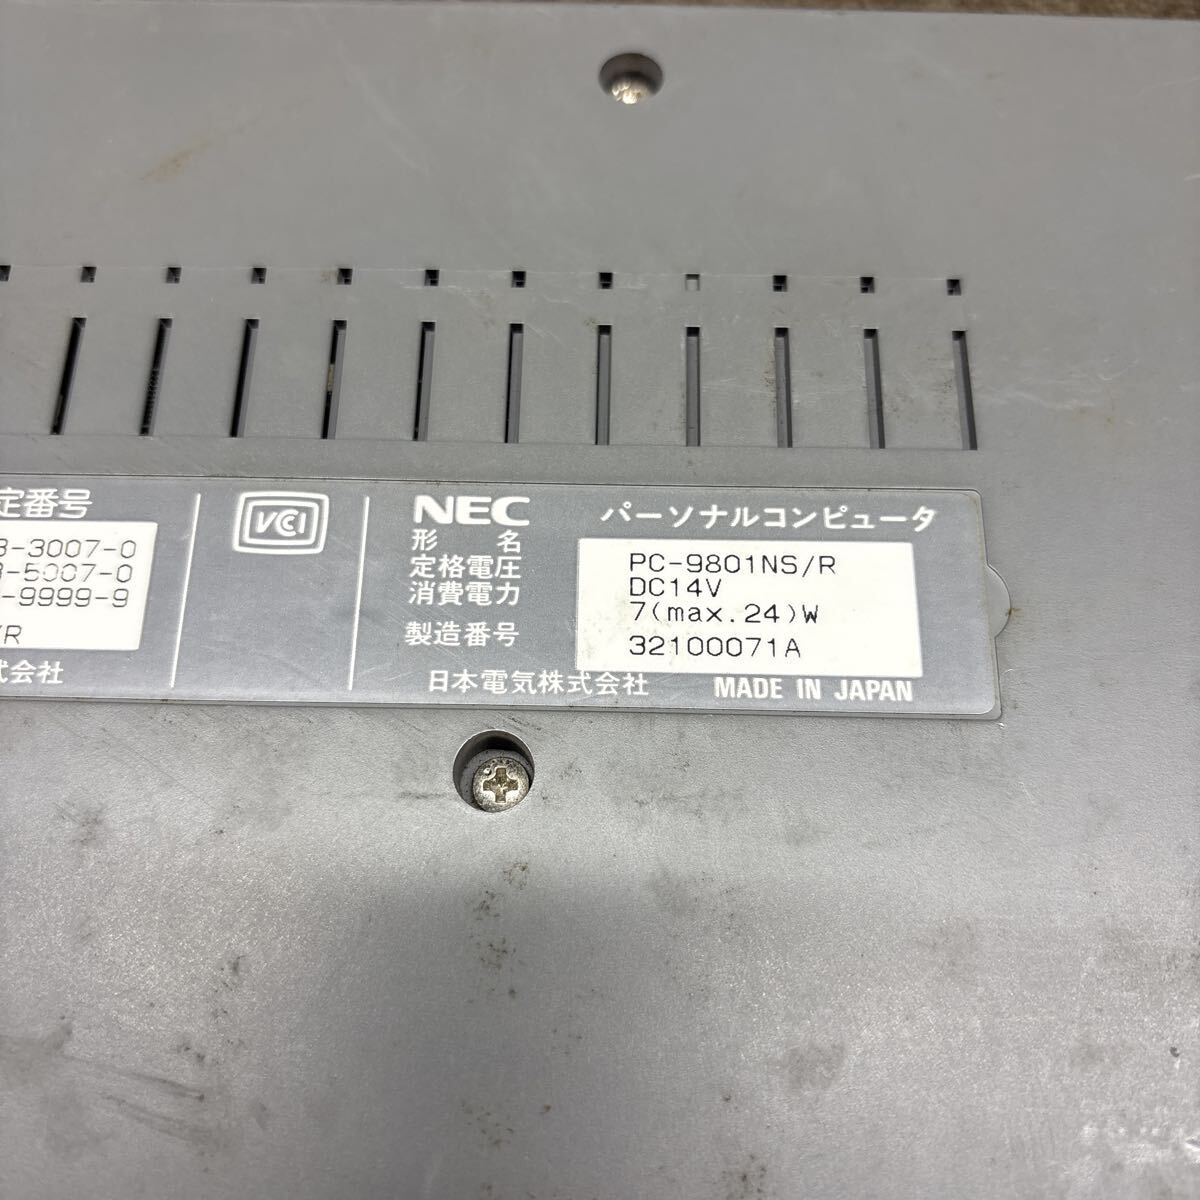 定番号
3-3007-0
3-5007-0
-9999-9
/R
式会社
VCCI
NEC パーソナルコンピュータ
形 名 PC-9801NS/R
定格電圧 DC14V
消費電力 7(max.24)W
製造番号 32100071A
日本電気株式会社 MADE IN JAPAN